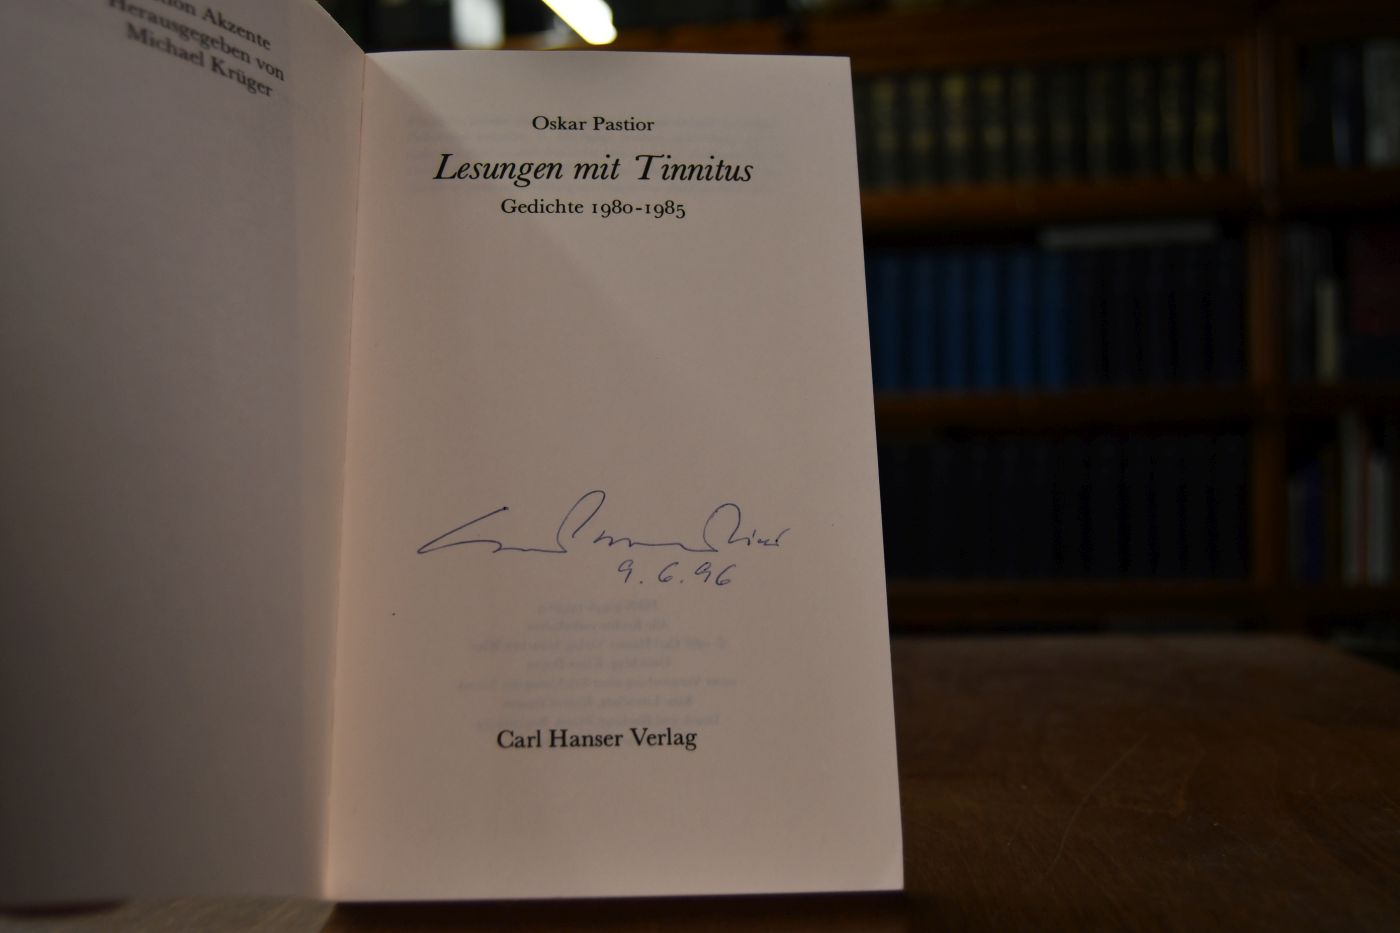 Edition Akzente
Herausgegeben von
Michael Krüger
Oskar Pastior
Lesungen mit Tinnitus
Gedichte 1980-1985
9.6.96
Carl Hanser Verlag